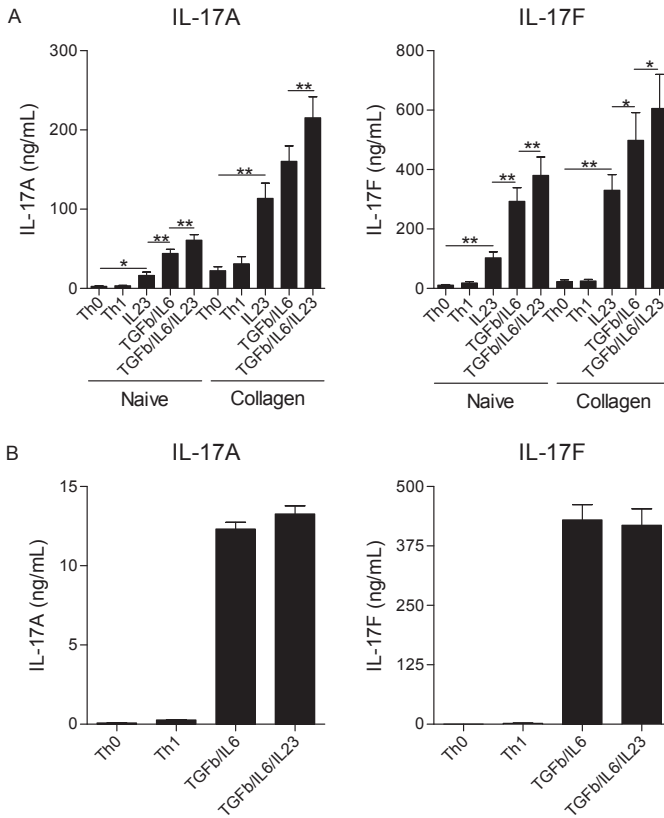 A
IL-17A
IL-17A (ng/mL)
300
200
100
0
*
**
**
**
**
Th0
Th1
IL23
TGFb/IL6
TGFb/IL6/IL23
Th0
Th1
IL23
TGFb/IL6
TGFb/IL6/IL23
Naive
Collagen
IL-17F
IL-17F (ng/mL)
800
600
400
200
0
**
**
**
**
*
*
Th0
Th1
IL23
TGFb/IL6
TGFb/IL6/IL23
Th0
Th1
IL23
TGFb/IL6
TGFb/IL6/IL23
Naive
Collagen
B
IL-17A
IL-17A (ng/mL)
15
10
5
0
Th0
Th1
TGFb/IL6
TGFb/IL6/IL23
IL-17F
IL-17F (ng/mL)
500
375
250
125
0
Th0
Th1
TGFb/IL6
TGFb/IL6/IL23